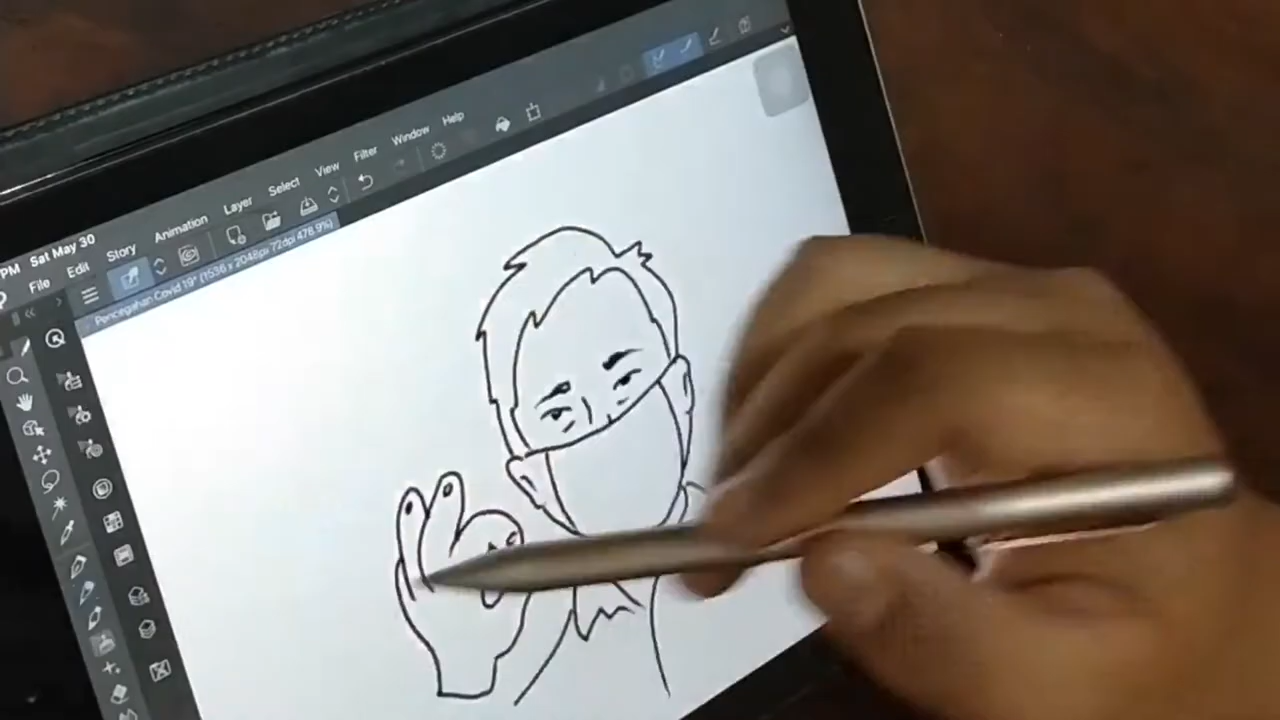 PM Sat May 30
File Edit Story Animation Layer Select View Filter Window Help
Pencegahan Covid 19* (1536 x 2048px 72dpi 478.9%)